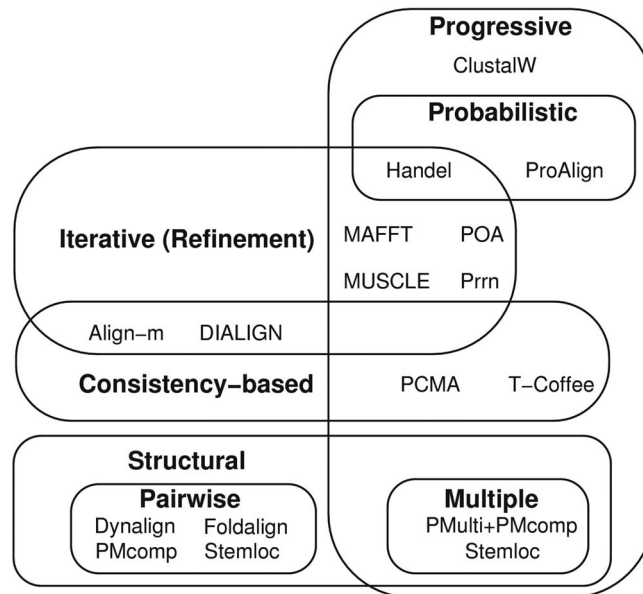 Progressive
ClustalW
Probabilistic
Handel ProAlign
Iterative (Refinement) MAFFT POA
MUSCLE Prrn
Align-m DIALIGN
Consistency-based PCMA T-Coffee
Structural
Pairwise Multiple
Dynalign Foldalign PMulti+PMcomp
PMcomp Stemloc Stemloc